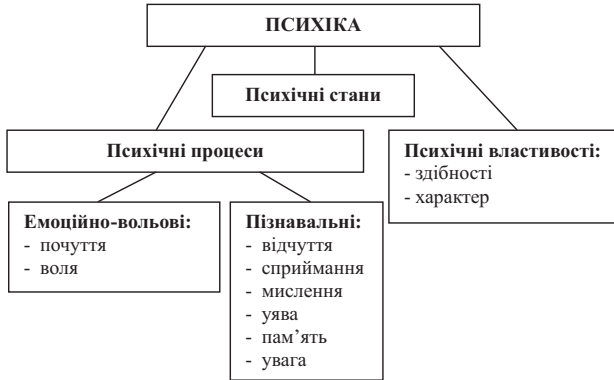 ПСИХІКА
Психічні стани
Психічні процеси
Психічні властивості:
- здібності
- характер
Емоційно-вольові:
- почуття
- воля
Пізнавальні:
- відчуття
- сприймання
- мислення
- уява
- пам’ять
- увага